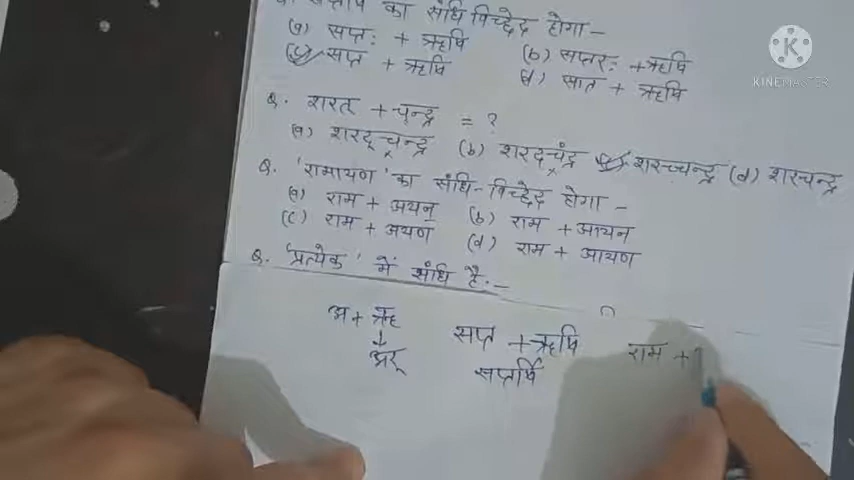 का संधि विच्छेद होगा -
(a) सप्त: + ऋषि (b) सप्तर: + ऋषि
(c) सप्त + ऋषि (d) सात + ऋषि
Q. शरत् + चन्द्र = ?
(a) शरद्चन्द्र (b) शरदच्चंद्र (c) शरच्चन्द्र (d) शरचन्द्र
Q. 'रामायण' का संधि-विच्छेद होगा -
(a) राम + अयन (b) राम + आयन
(c) राम + अयण (d) राम + आयण
Q. 'प्रत्येक' में संधि है:-
अ + ऋ सप्त + ऋषि राम +
↓
अर् सप्तर्षि
K
KINEMASTER